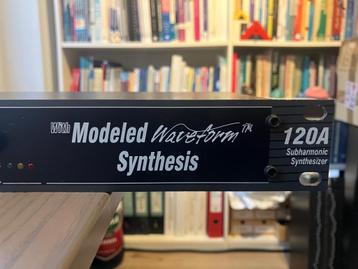 With Modeled Waveform™
Synthesis
120A
Subharmonic
Synthesizer